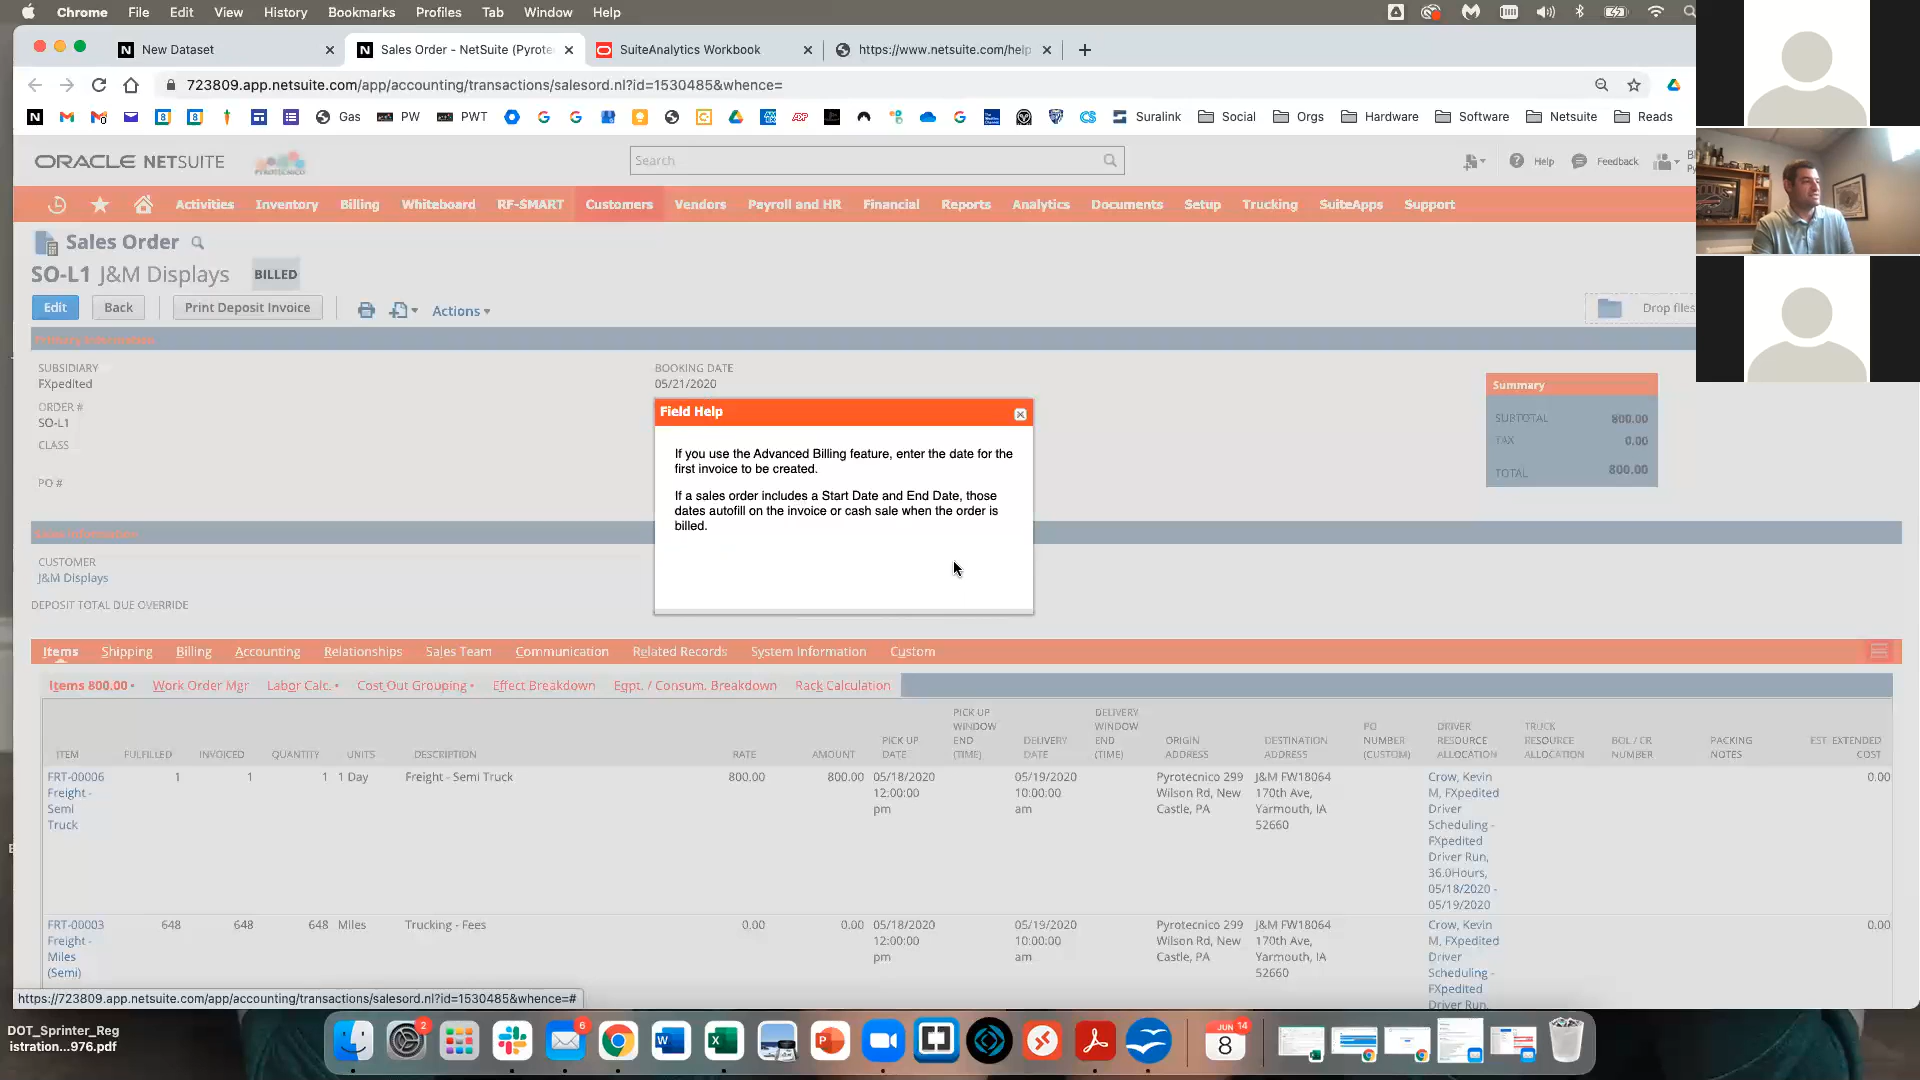 Chrome File Edit View History Bookmarks Profiles Tab Window Help
New Dataset
Sales Order - NetSuite (Pyrote
SuiteAnalytics Workbook
https://www.netsuite.com/help
723809.app.netsuite.com/app/accounting/transactions/salesord.nl?id=1530485&whence=
Gas PW PWT Suralink Social Orgs Hardware Software Netsuite Reads
ORACLE NETSUITE
PYROTECNICO
Search
Help Feedback
Activities Inventory Billing Whiteboard RF-SMART Customers Vendors Payroll and HR Financial Reports Analytics Documents Setup Trucking SuiteApps Support
Sales Order
SO-L1 J&M Displays BILLED
Edit Back Print Deposit Invoice Actions
Drop files
Primary Information
SUBSIDIARY
FXpedited
ORDER #
SO-L1
CLASS
PO #
BOOKING DATE
05/21/2020
Summary
SUBTOTAL 800.00
TAX 0.00
TOTAL 800.00
Field Help
If you use the Advanced Billing feature, enter the date for the
first invoice to be created.
If a sales order includes a Start Date and End Date, those
dates autofill on the invoice or cash sale when the order is
billed.
Sales Information
CUSTOMER
J&M Displays
DEPOSIT TOTAL DUE OVERRIDE
Items Shipping Billing Accounting Relationships Sales Team Communication Related Records System Information Custom
Items 800.00 • Work Order Mgr Labor Calc. • Cost Out Grouping • Effect Breakdown Eqpt. / Consum. Breakdown Rack Calculation
ITEM
FULFILLED
INVOICED
QUANTITY
UNITS
DESCRIPTION
RATE
AMOUNT
PICK UP
DATE
PICK UP
WINDOW
END
(TIME)
DELIVERY
DATE
DELIVERY
WINDOW
END
(TIME)
ORIGIN
ADDRESS
DESTINATION
ADDRESS
PO
NUMBER
(CUSTOM)
DRIVER
RESOURCE
ALLOCATION
TRUCK
RESOURCE
ALLOCATION
BOL / CR
NUMBER
PACKING
NOTES
EST. EXTENDED
COST
FRT-00006
Freight -
Semi
Truck
1
1
1
1 Day
Freight - Semi Truck
800.00
800.00
05/18/2020
12:00:00
pm
05/19/2020
10:00:00
am
Pyrotecnico 299
Wilson Rd, New
Castle, PA
J&M FW18064
170th Ave,
Yarmouth, IA
52660
Crow, Kevin
M, FXpedited
Driver
Scheduling -
FXpedited
Driver Run,
36.0Hours,
05/18/2020 -
05/19/2020
0.00
FRT-00003
Freight -
Miles
(Semi)
648
648
648
Miles
Trucking - Fees
0.00
0.00
05/18/2020
12:00:00
pm
05/19/2020
10:00:00
am
Pyrotecnico 299
Wilson Rd, New
Castle, PA
J&M FW18064
170th Ave,
Yarmouth, IA
52660
Crow, Kevin
M, FXpedited
Driver
Scheduling -
FXpedited
Driver Run,
0.00
https://723809.app.netsuite.com/app/accounting/transactions/salesord.nl?id=1530485&whence=#
DOT_Sprinter_Reg
istration...976.pdf
2
6
JUN 14
8